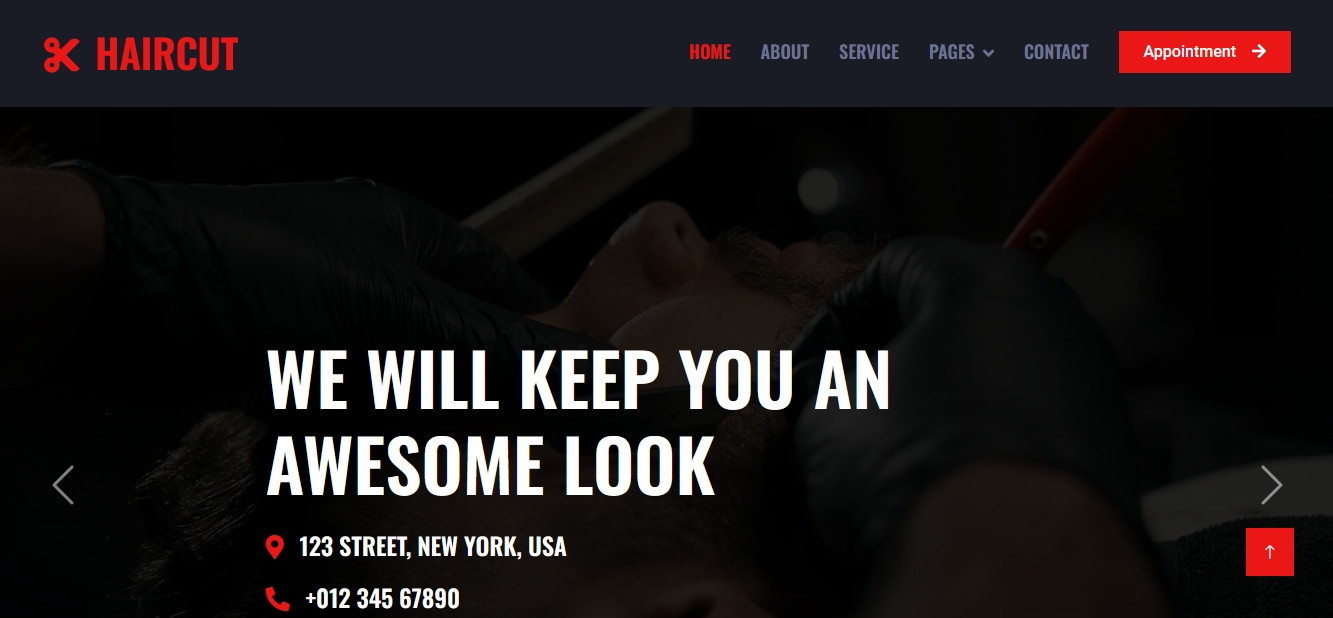 HAIRCUT
HOME ABOUT SERVICE PAGES CONTACT Appointment
WE WILL KEEP YOU AN
AWESOME LOOK
123 STREET, NEW YORK, USA
+012 345 67890